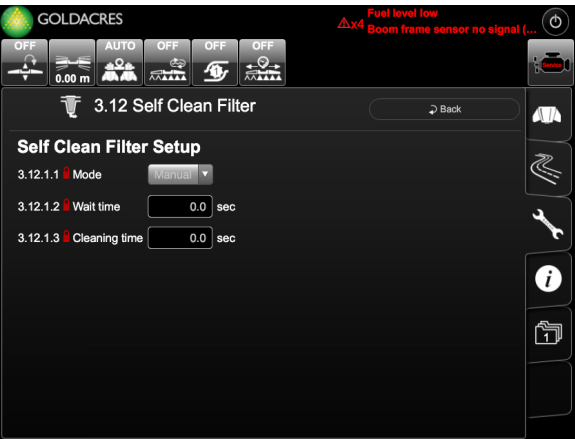 GOLDACRES
x4 Fuel level low
Boom frame sensor no signal (...
OFF
0.00 m
AUTO
OFF
OFF
OFF
Service
3.12 Self Clean Filter
Back
Self Clean Filter Setup
3.12.1.1 Mode Manual
3.12.1.2 Wait time 0.0 sec
3.12.1.3 Cleaning time 0.0 sec
i
1